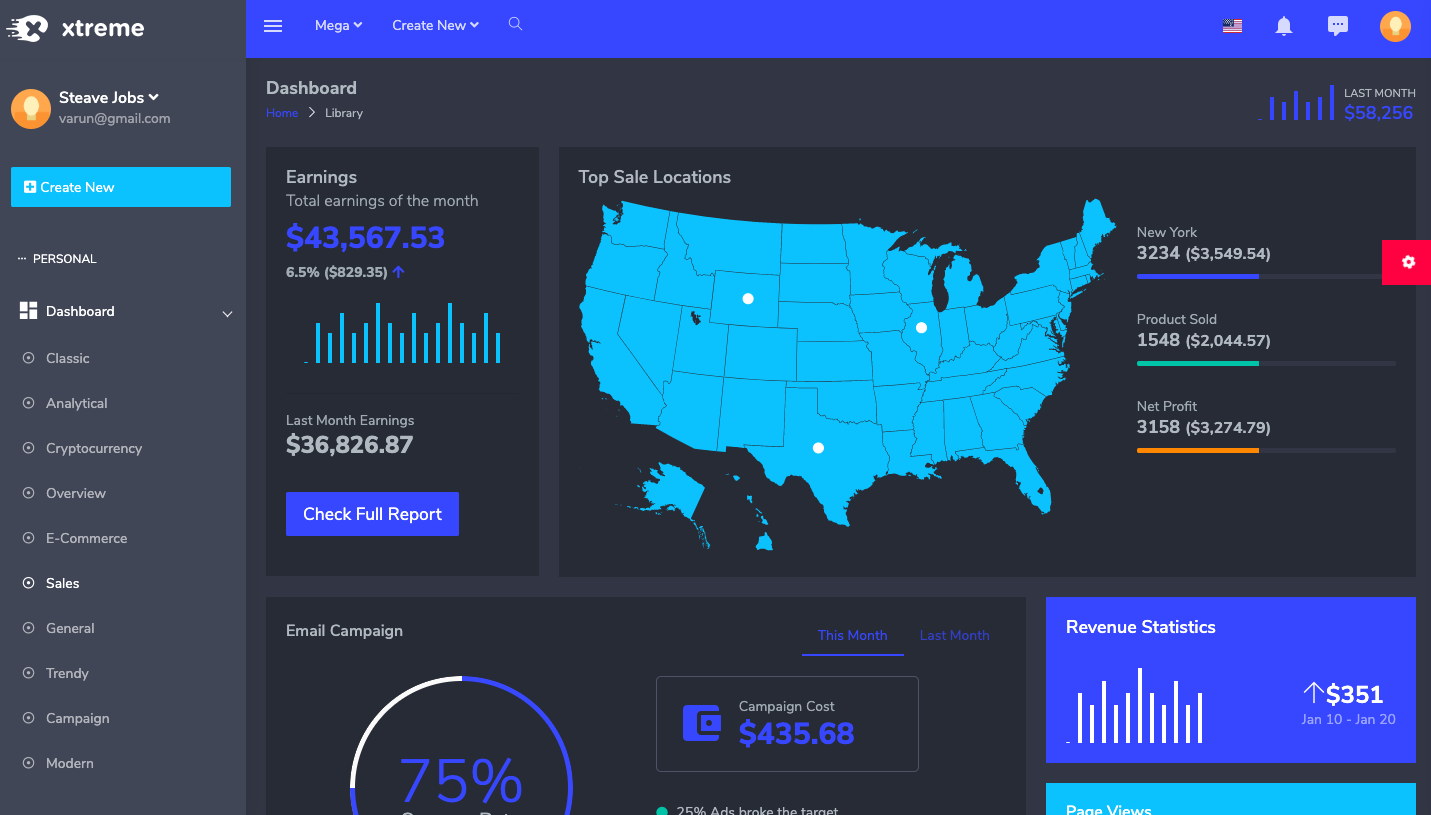 xtreme
Mega
Create New
Steave Jobs
varun@gmail.com
Create New
PERSONAL
Dashboard
Classic
Analytical
Cryptocurrency
Overview
E-Commerce
Sales
General
Trendy
Campaign
Modern
Dashboard
Home
Library
LAST MONTH
$58,256
Earnings
Total earnings of the month
$43,567.53
6.5% ($829.35)
Last Month Earnings
$36,826.87
Check Full Report
Top Sale Locations
New York
3234 ($3,549.54)
Product Sold
1548 ($2,044.57)
Net Profit
3158 ($3,274.79)
Email Campaign
This Month
Last Month
75%
Campaign Cost
$435.68
25% Ads broke the target
Revenue Statistics
$351
Jan 10 - Jan 20
Page Views